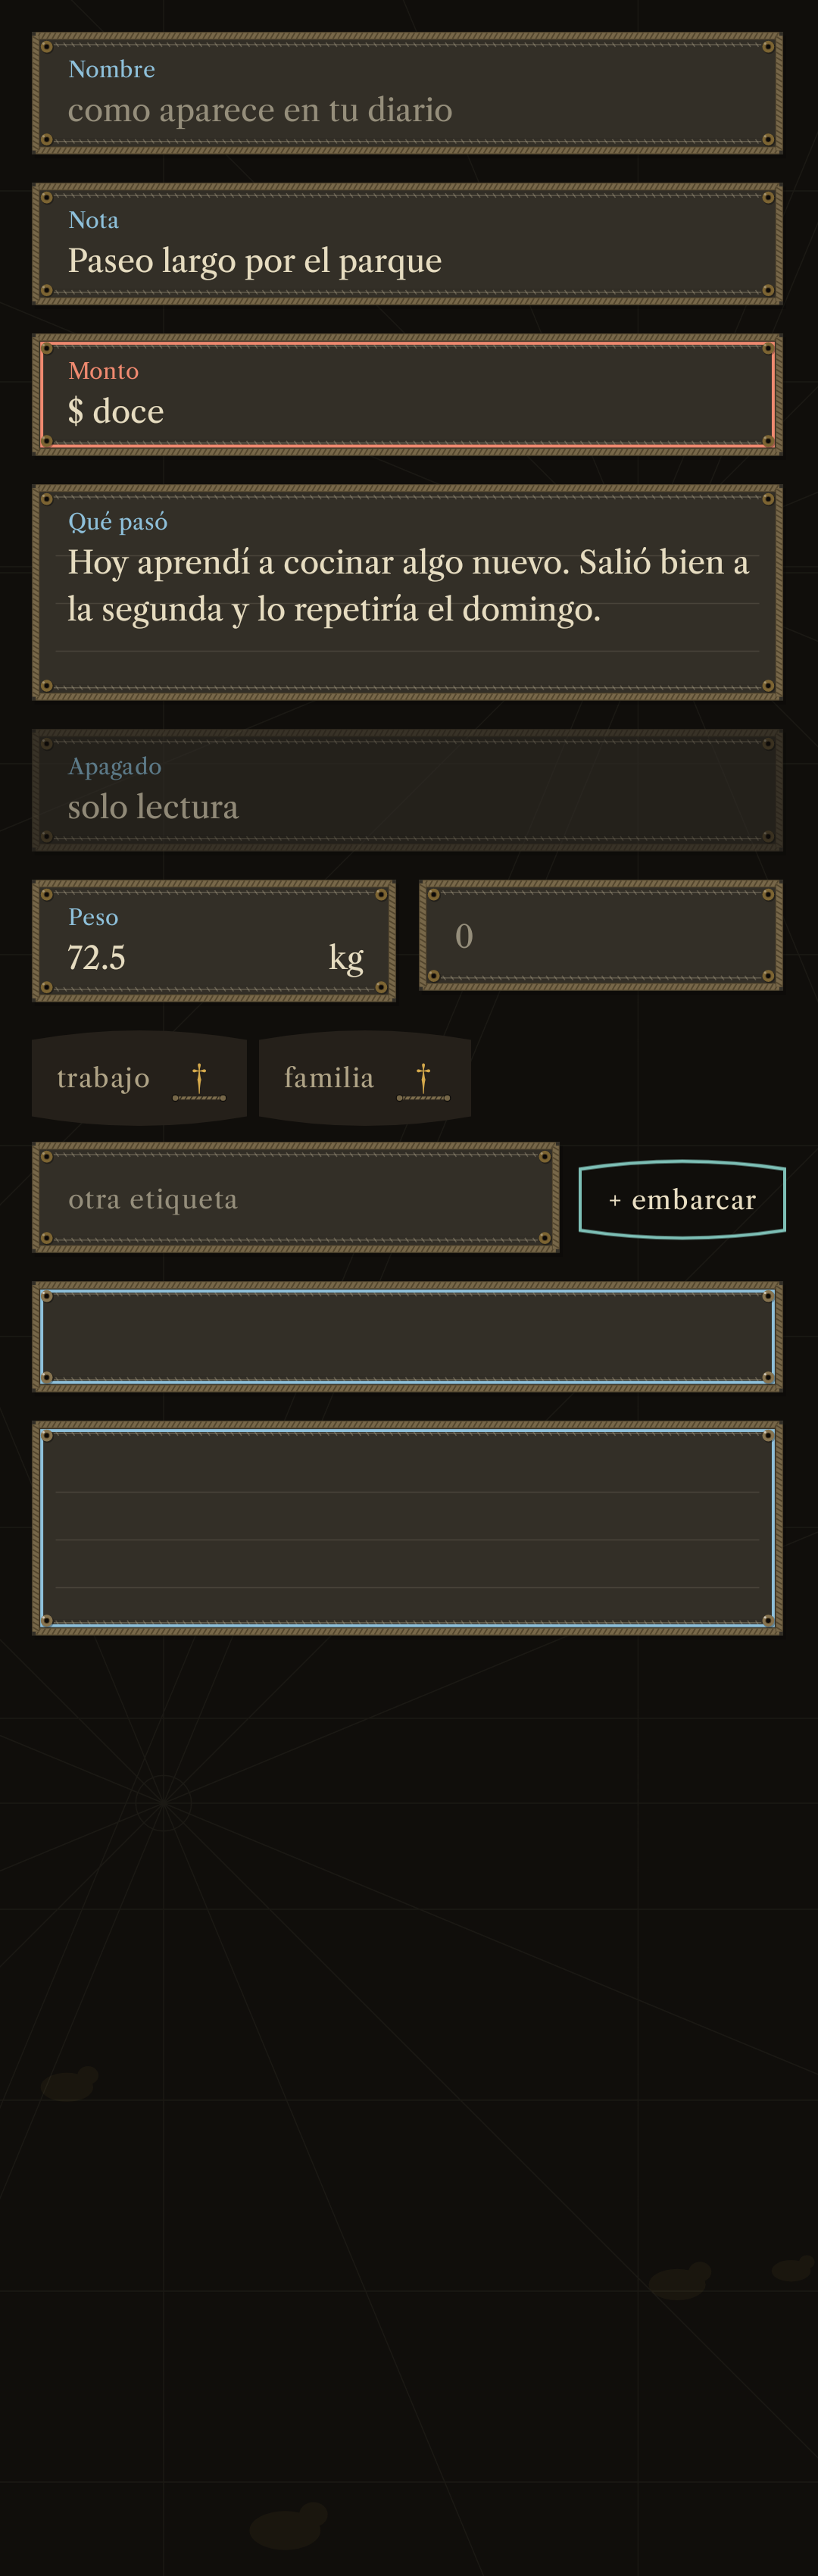 Nombre
como aparece en tu diario
Nota
Paseo largo por el parque
Monto
$ doce
Qué pasó
Hoy aprendí a cocinar algo nuevo. Salió bien a
la segunda y lo repetiría el domingo.
Apagado
solo lectura
Peso
72.5 kg
0
trabajo † familia †
otra etiqueta + embarcar